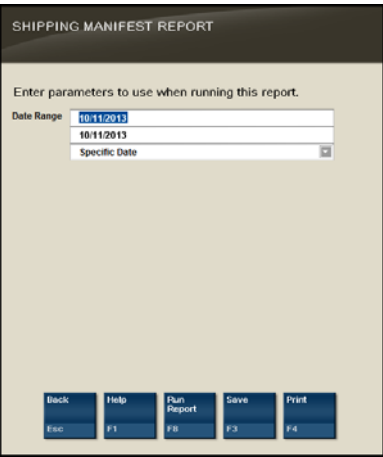 SHIPPING MANIFEST REPORT
Enter parameters to use when running this report.
Date Range
10/11/2013
10/11/2013
Specific Date
Back
Esc
Help
F1
Run
Report
F8
Save
F3
Print
F4